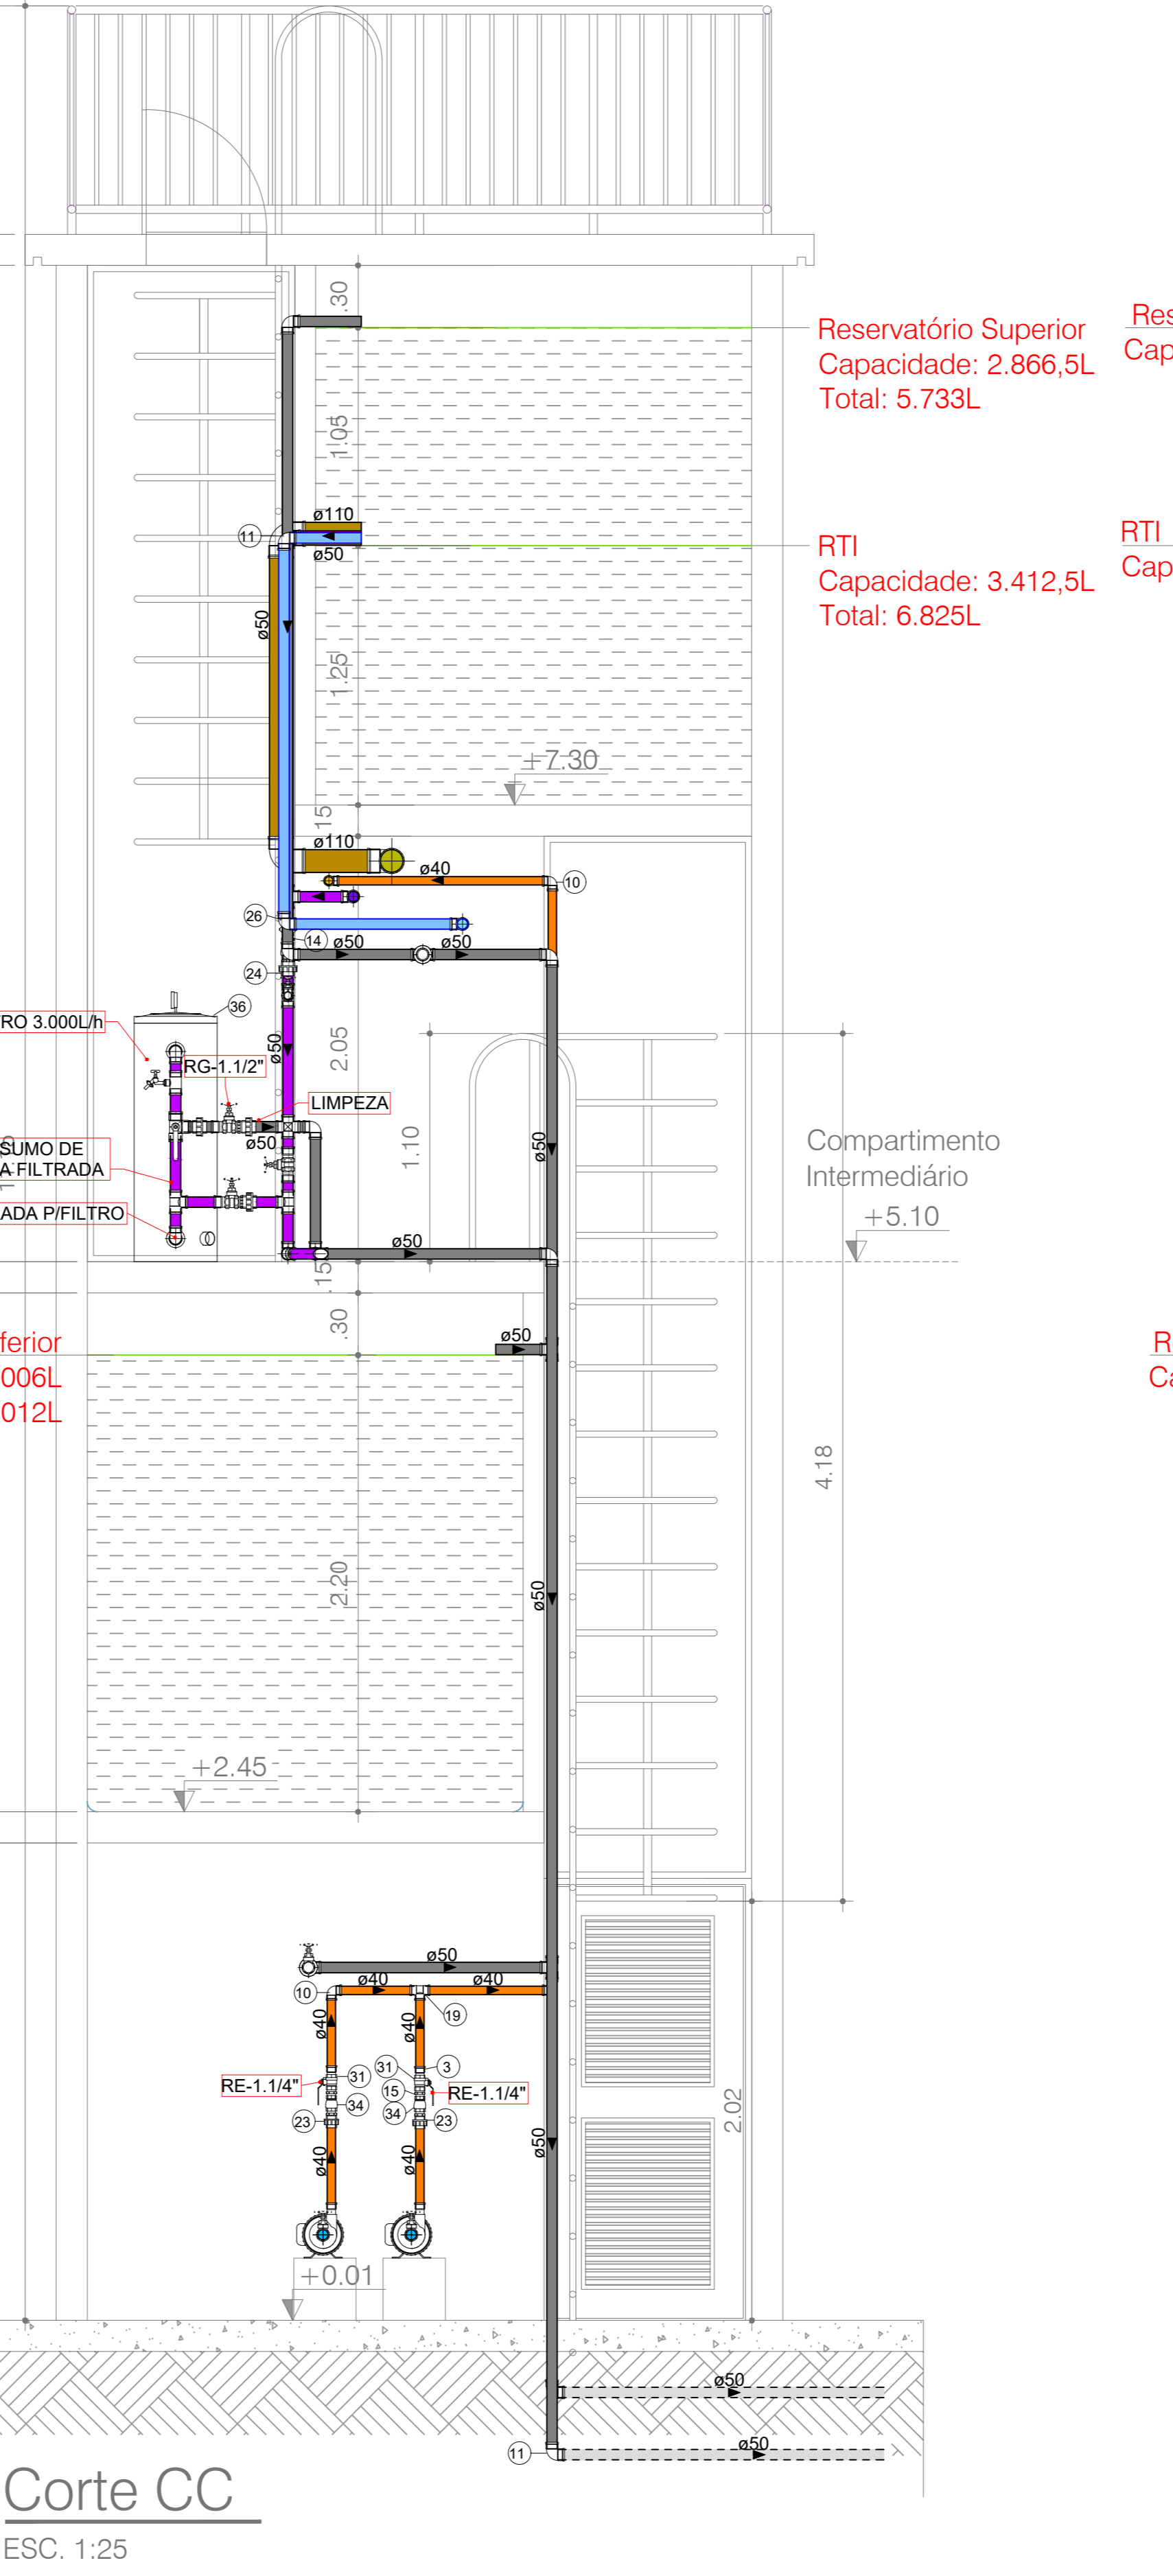 .30
Reservatório Superior
Capacidade: 2.866,5L
Total: 5.733L
Res
Cap
1.05
ø110
11
ø50
RTI
Capacidade: 3.412,5L
Total: 6.825L
RTI
Cap
ø50
1.25
+7.30
.15
ø110
ø40
10
26
14
ø50
ø50
24
36
TRO 3.000L/h
RG-1.1/2"
ø50
2.05
LIMPEZA
ø50
SUMO DE
A FILTRADA
ADA P/FILTRO
1.10
ø50
Compartimento
Intermediário
+5.10
ø50
.15
.30
ø50
ferior
006L
012L
R
Ca
4.18
2.20
ø50
+2.45
ø50
ø40
ø40
10
19
ø40
ø40
31
31
3
RE-1.1/4"
15
RE-1.1/4"
34
34
23
23
2.02
ø40
ø40
ø50
+0.01
ø50
ø50
11
Corte CC
ESC. 1:25